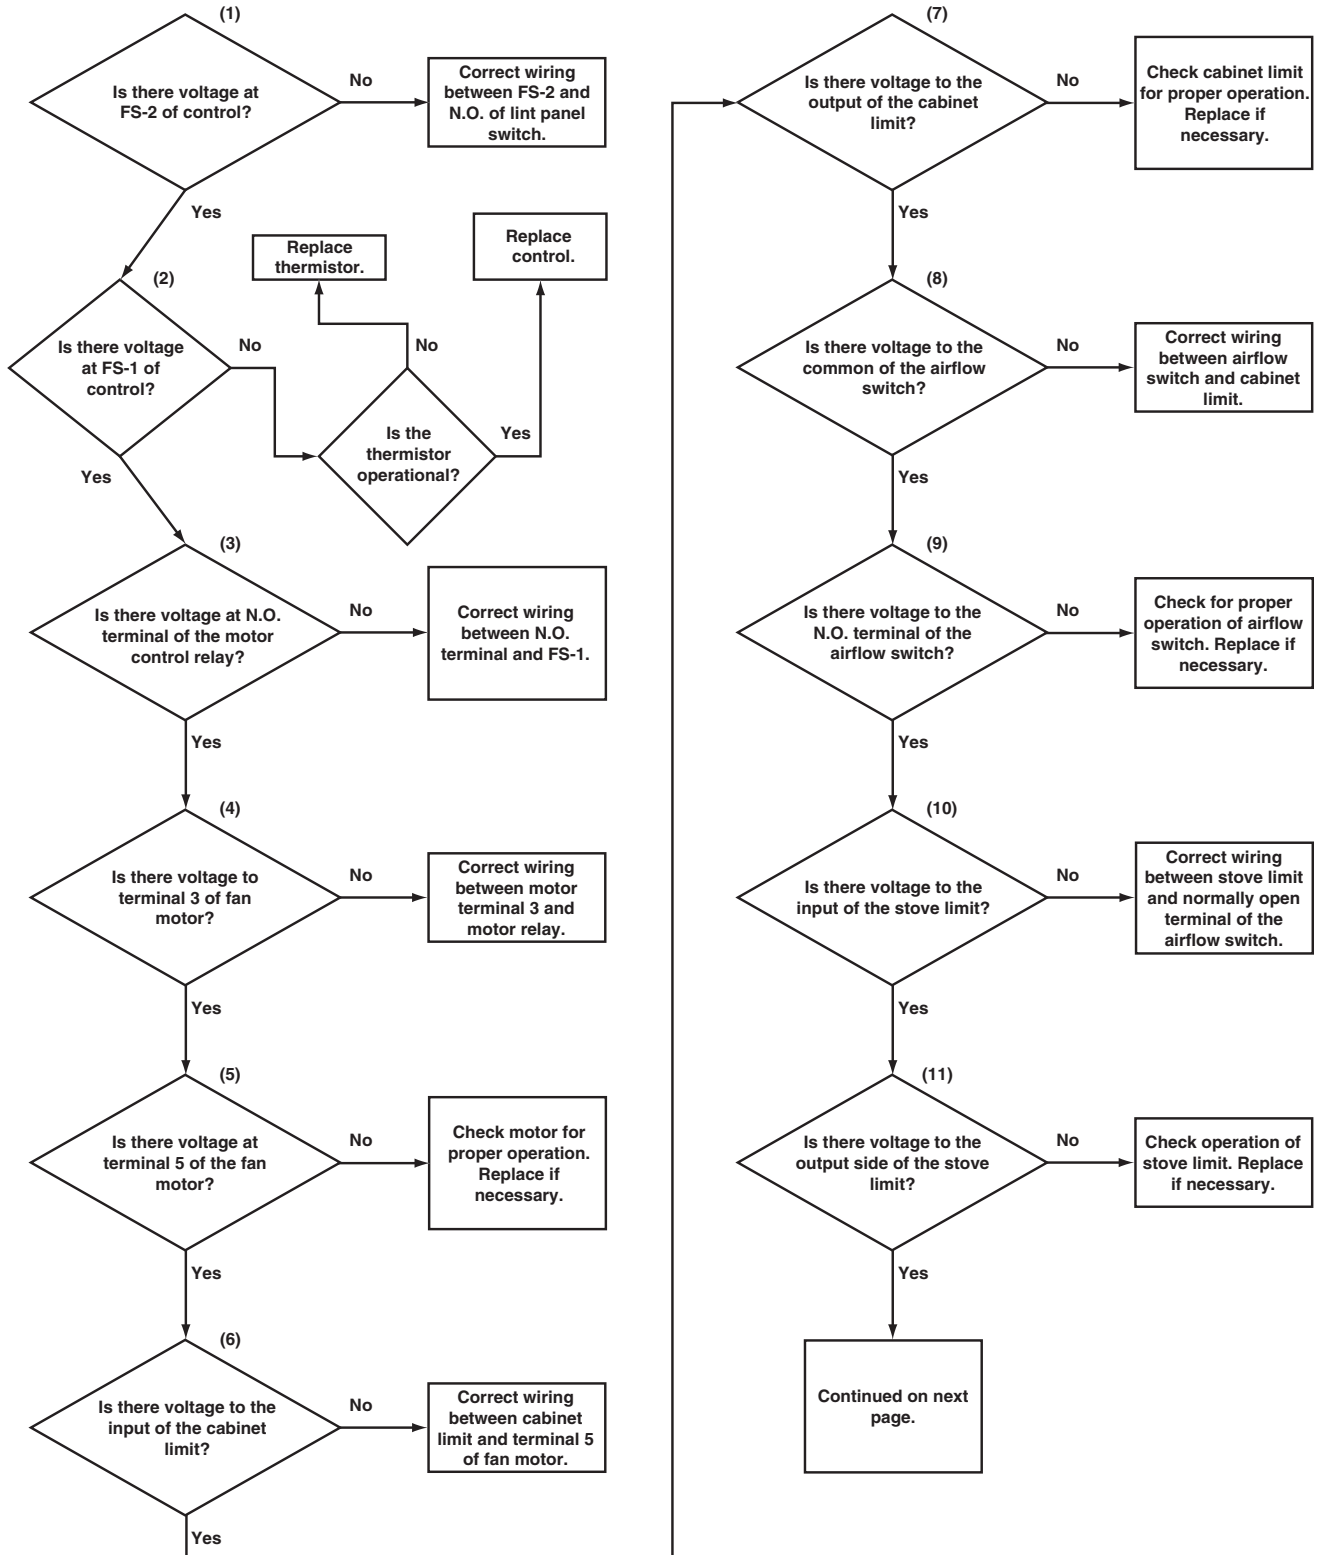 (1)
Is there voltage at
FS-2 of control?
No
Correct wiring
between FS-2 and
N.O. of lint panel
switch.
Yes
(2)
Is there voltage
at FS-1 of
control?
No
Replace
thermistor.
Replace
control.
No
Is the
thermistor
operational?
Yes
Yes
(3)
Is there voltage at N.O.
terminal of the motor
control relay?
No
Correct wiring
between N.O.
terminal and FS-1.
Yes
(4)
Is there voltage to
terminal 3 of fan
motor?
No
Correct wiring
between motor
terminal 3 and
motor relay.
Yes
(5)
Is there voltage at
terminal 5 of the fan
motor?
No
Check motor for
proper operation.
Replace if
necessary.
Yes
(6)
Is there voltage to the
input of the cabinet
limit?
No
Correct wiring
between cabinet
limit and terminal 5
of fan motor.
Yes
(7)
Is there voltage to the
output of the cabinet
limit?
No
Check cabinet limit
for proper operation.
Replace if
necessary.
Yes
(8)
Is there voltage to the
common of the airflow
switch?
No
Correct wiring
between airflow
switch and cabinet
limit.
Yes
(9)
Is there voltage to the
N.O. terminal of the
airflow switch?
No
Check for proper
operation of airflow
switch. Replace if
necessary.
Yes
(10)
Is there voltage to the
input of the stove limit?
No
Correct wiring
between stove limit
and normally open
terminal of the
airflow switch.
Yes
(11)
Is there voltage to the
output side of the stove
limit?
No
Check operation of
stove limit. Replace
if necessary.
Yes
Continued on next
page.